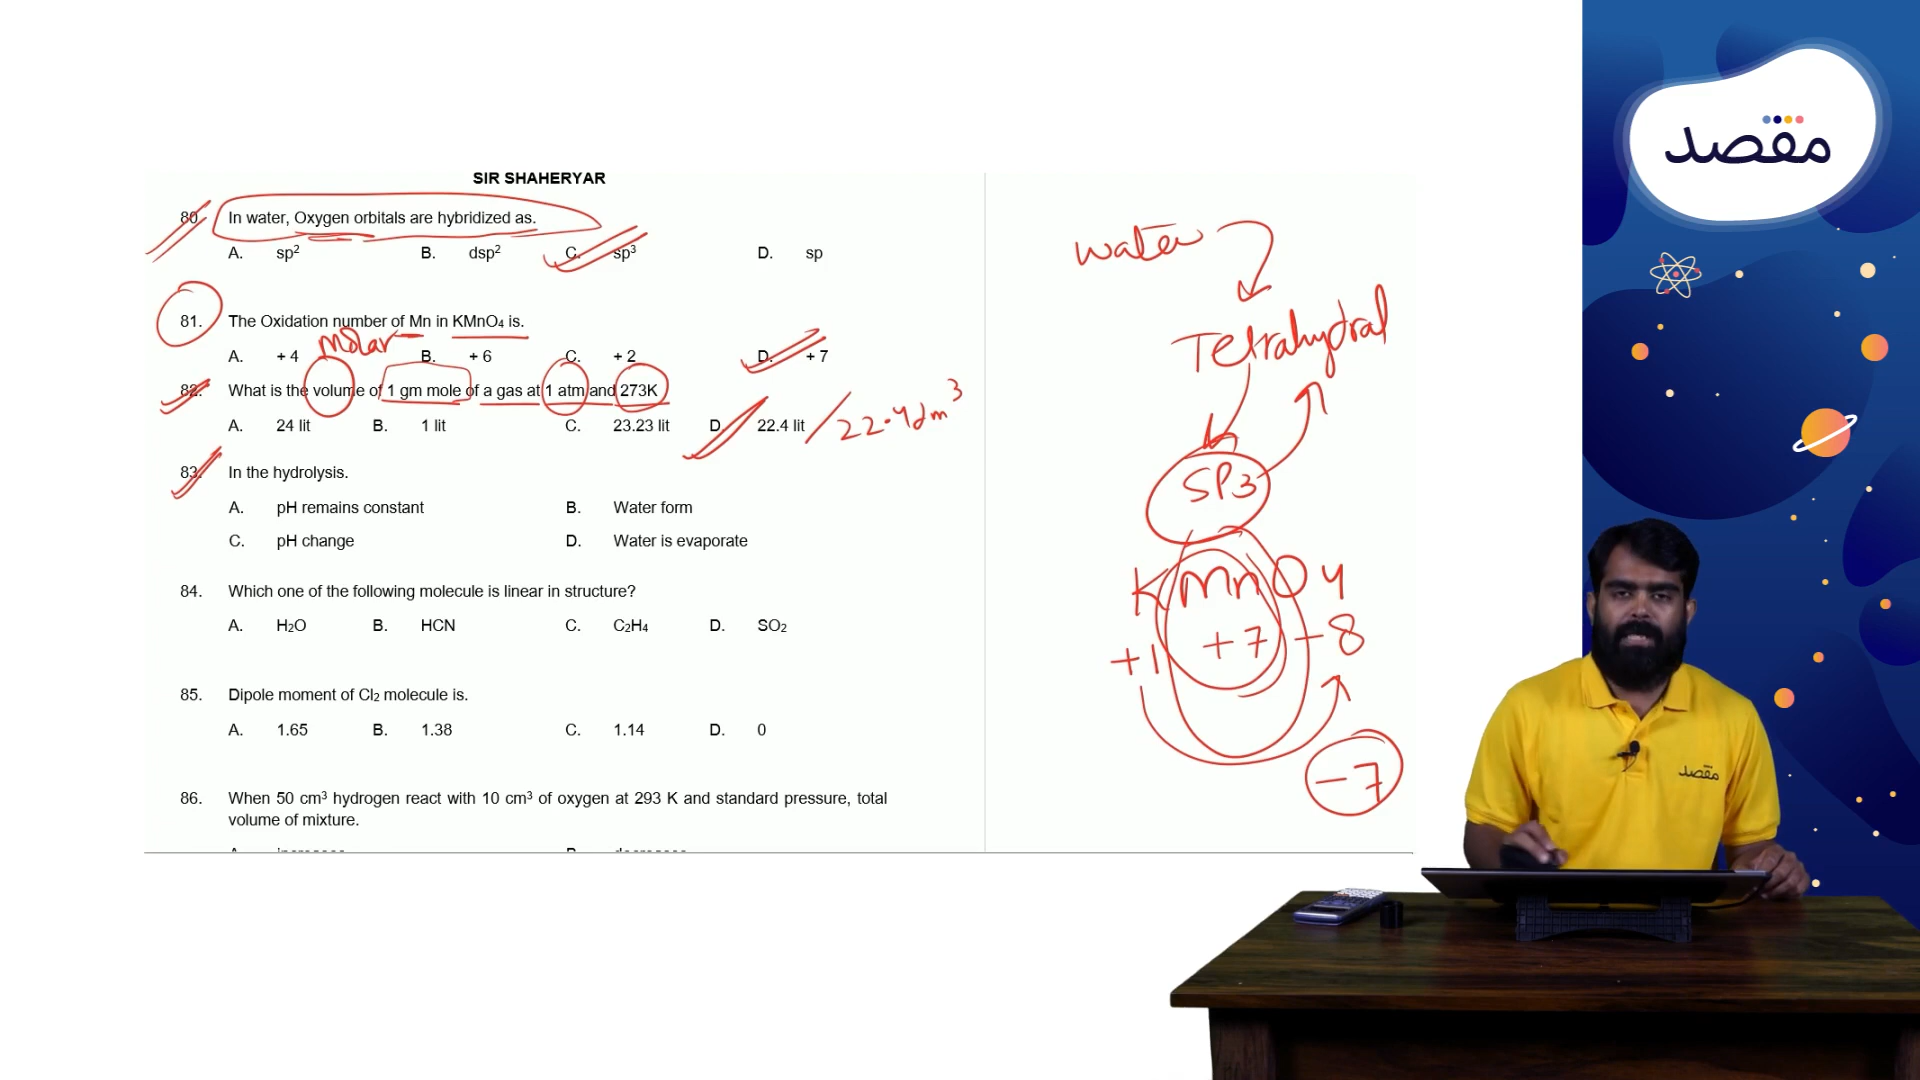 مقصد
SIR SHAHERYAR
80. In water, Oxygen orbitals are hybridized as.
A. sp² B. dsp² C. sp³ D. sp
81. The Oxidation number of Mn in KMnO₄ is.
molar
A. + 4 B. + 6 C. + 2 D. + 7
82. What is the volume of 1 gm mole of a gas at 1 atm and 273K
A. 24 lit B. 1 lit C. 23.23 lit D. 22.4 lit / 22.4dm³
83. In the hydrolysis.
A. pH remains constant B. Water form
C. pH change D. Water is evaporate
84. Which one of the following molecule is linear in structure?
A. H₂O B. HCN C. C₂H₄ D. SO₂
85. Dipole moment of Cl₂ molecule is.
A. 1.65 B. 1.38 C. 1.14 D. 0
86. When 50 cm³ hydrogen react with 10 cm³ of oxygen at 293 K and standard pressure, total
volume of mixture.
water
Tetrahydral
SP3
KMnO4
+1 +7 -8
-7
مقصد